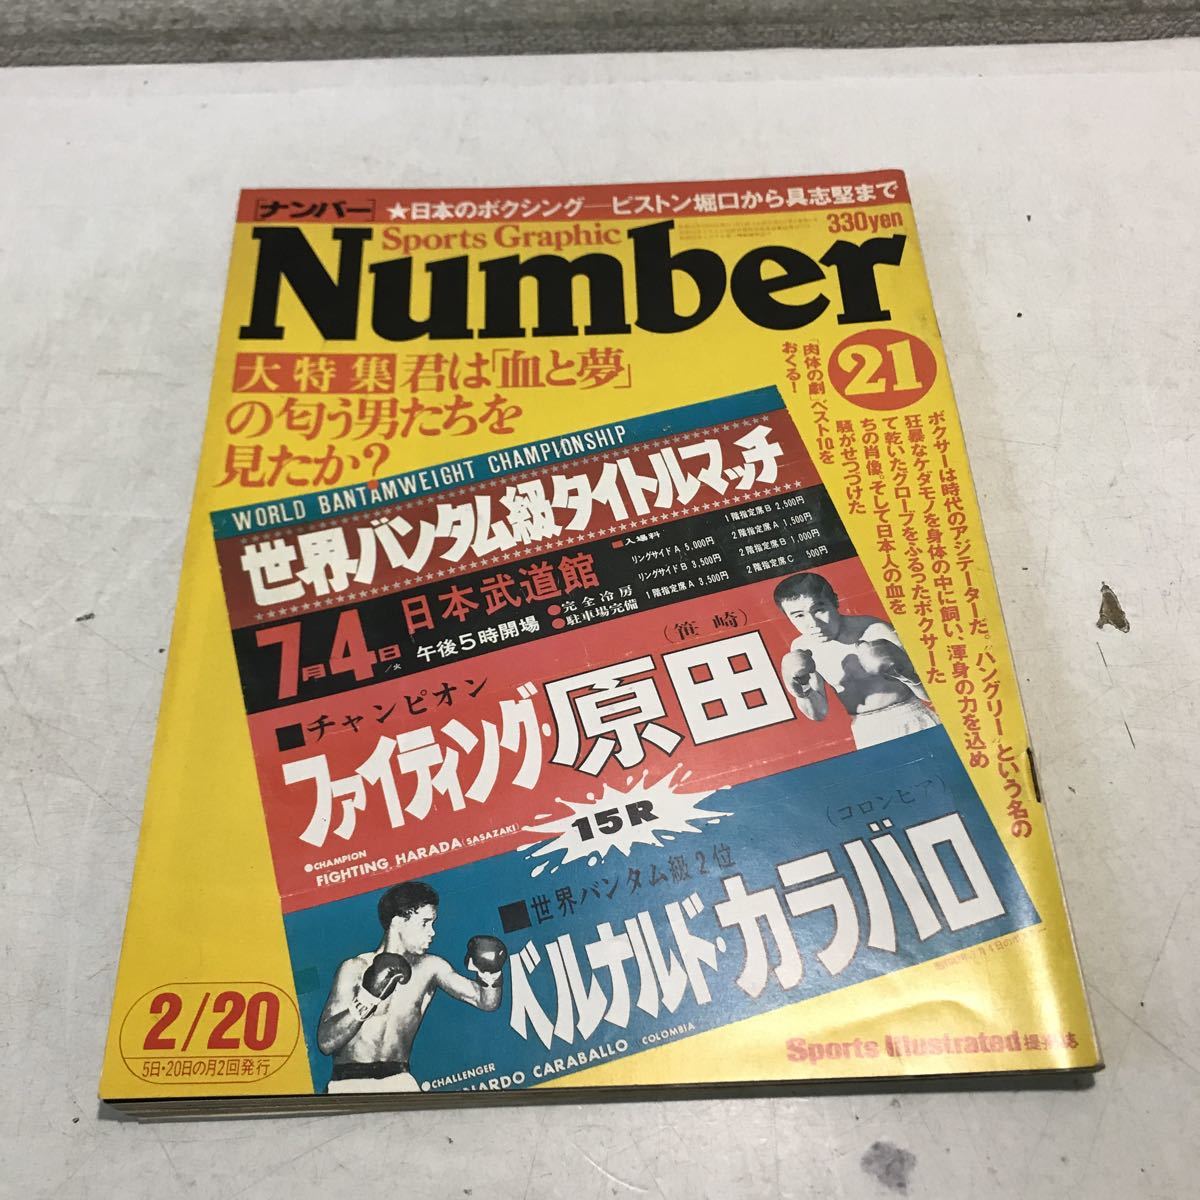 [ナンバー]
★日本のボクシング—ピストン堀口から具志堅まで
Sports Graphic
330yen
Number
21
大特集 君は「血と夢」
の匂う男たちを
見たか?
ボクサーは時代のアジテーターだ。“ハングリー”という名の
狂暴なケダモノを身体の中に飼い、渾身の力を込め
て乾いたグローブをふるったボクサーた
ちの肖像。そして日本人の血を
騒がせつづけた
「肉体の劇」ベスト10を
おくる!
WORLD BANTAMWEIGHT CHAMPIONSHIP
世界バンタム級タイトルマッチ
7月4日/火
日本武道館
午後5時開場
●完全冷房
●駐車場完備
■入場料
リングサイドA 5,000円
リングサイドB 3,500円
1階指定席A 3,500円
1階指定席B 2,500円
2階指定席A 1,500円
2階指定席B 1,000円
2階指定席C 500円
■チャンピオン
(笹崎)
ファイティング・原田
●CHAMPION
FIGHTING HARADA(SASAZAKI)
15R
■世界バンタム級2位
(コロンビア)
ベルナルド・カラバロ
●CHALLENGER
NARDO CARABALLO COLOMBIA
2/20
5日・20日の月2回発行
Sports Illustrated提携誌